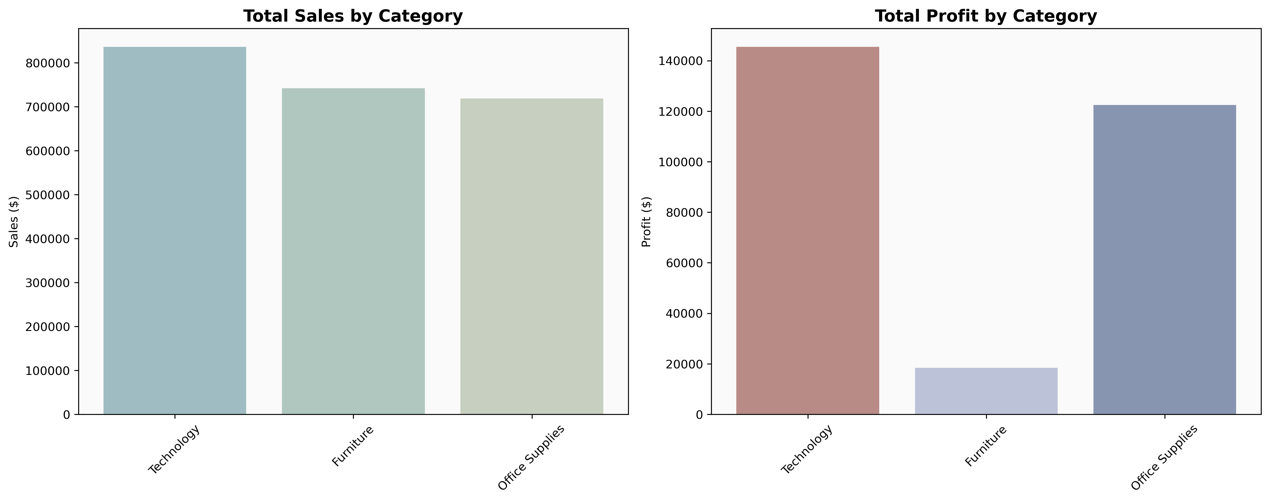 Total Sales by Category
Sales ($)
800000
700000
600000
500000
400000
300000
200000
100000
0
Technology
Furniture
Office Supplies
Total Profit by Category
Profit ($)
140000
120000
100000
80000
60000
40000
20000
0
Technology
Furniture
Office Supplies